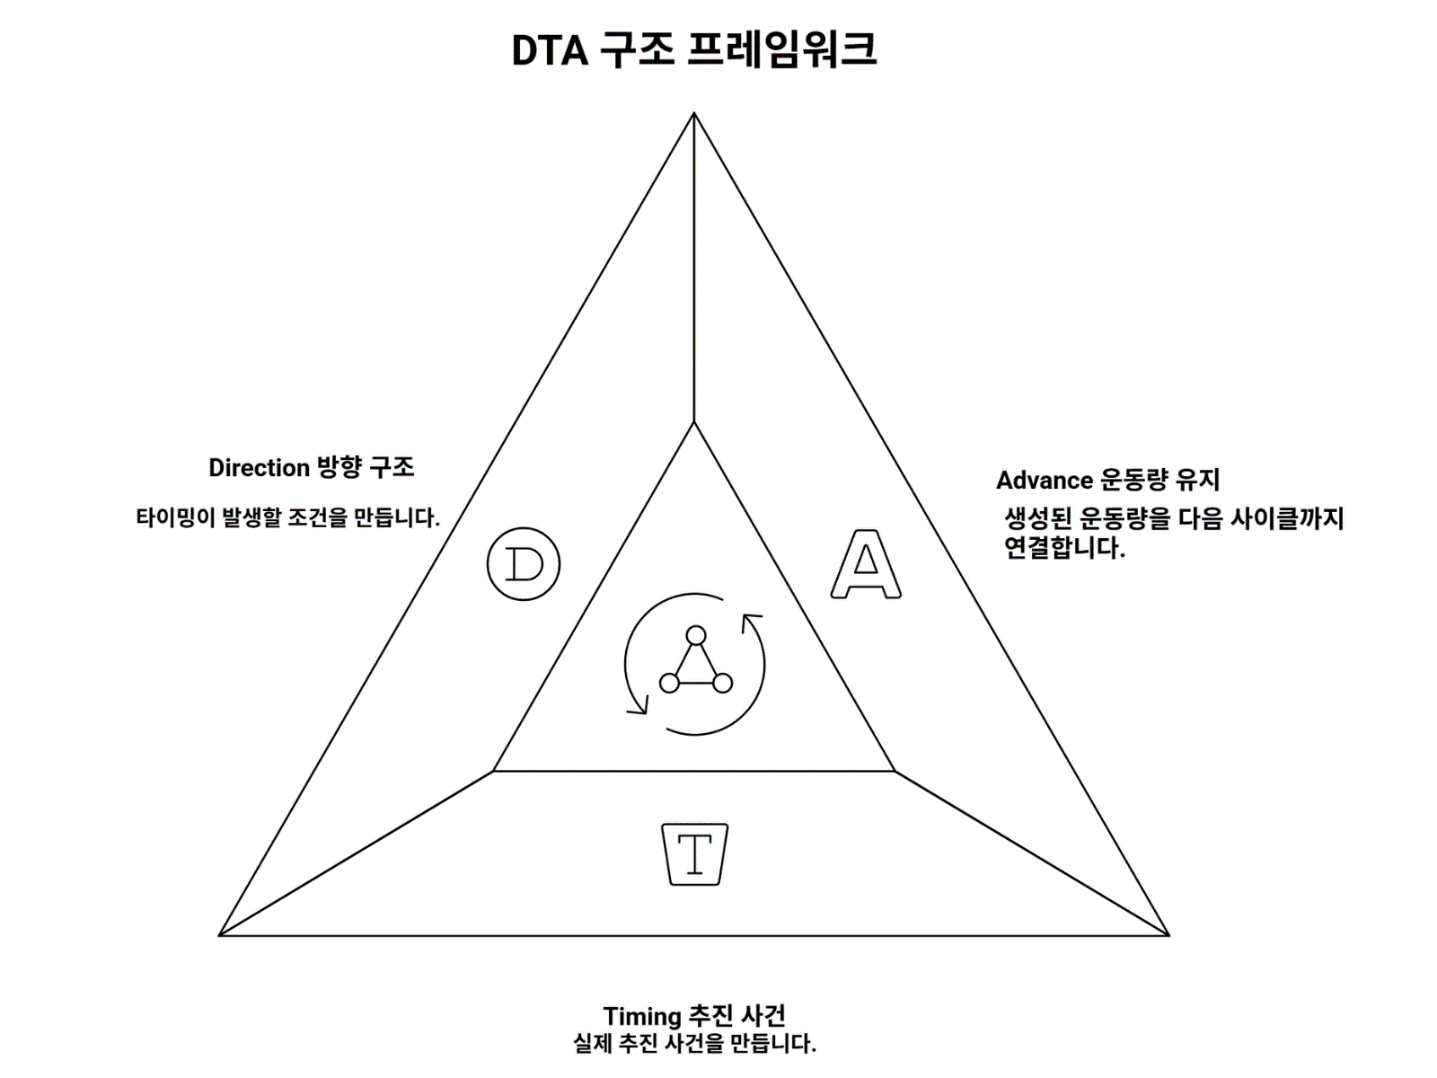 DTA 구조 프레임워크
Direction 방향 구조
타이밍이 발생할 조건을 만듭니다.
Advance 운동량 유지
생성된 운동량을 다음 사이클까지
연결합니다.
D
A
T
Timing 추진 사건
실제 추진 사건을 만듭니다.